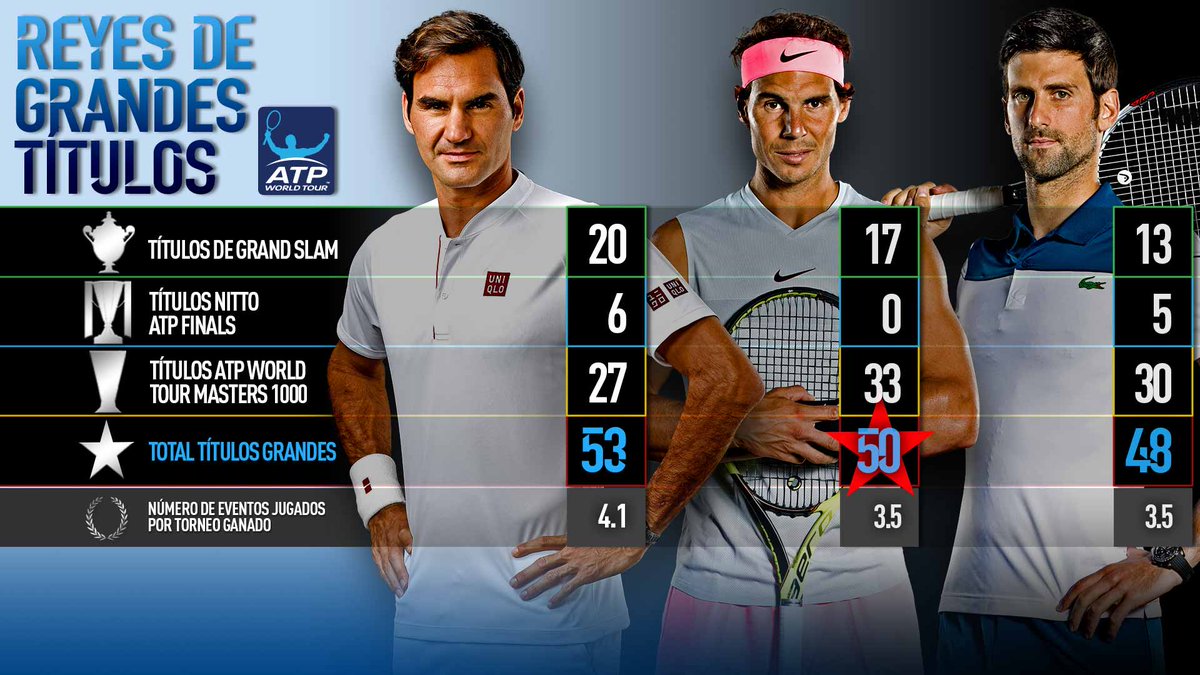 REYES DE
GRANDES
TÍTULOS
ATP
WORLD TOUR
TÍTULOS DE GRAND SLAM
20
17
13
TÍTULOS NITTO
ATP FINALS
6
0
5
TÍTULOS ATP WORLD
TOUR MASTERS 1000
27
33
30
TOTAL TÍTULOS GRANDES
53
50
48
NÚMERO DE EVENTOS JUGADOS
POR TORNEO GANADO
4.1
3.5
3.5
UNI
QLO